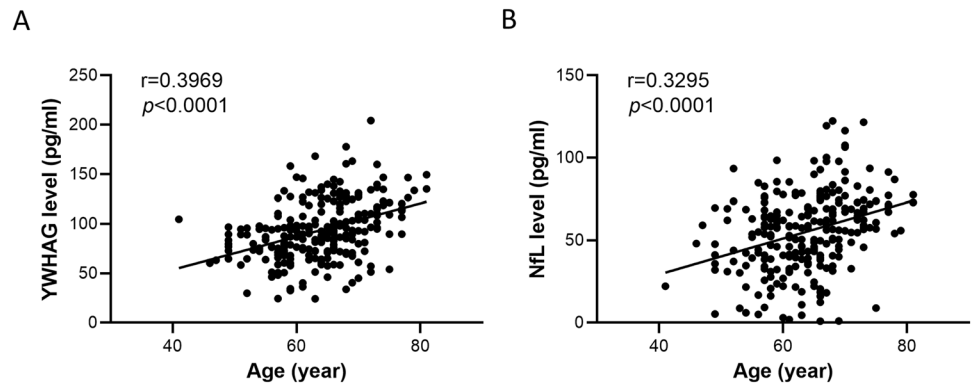 A
r=0.3969
p<0.0001
YWHAG level (pg/ml)
250
200
150
100
50
0
40
60
80
Age (year)
B
r=0.3295
p<0.0001
NfL level (pg/ml)
150
100
50
0
40
60
80
Age (year)